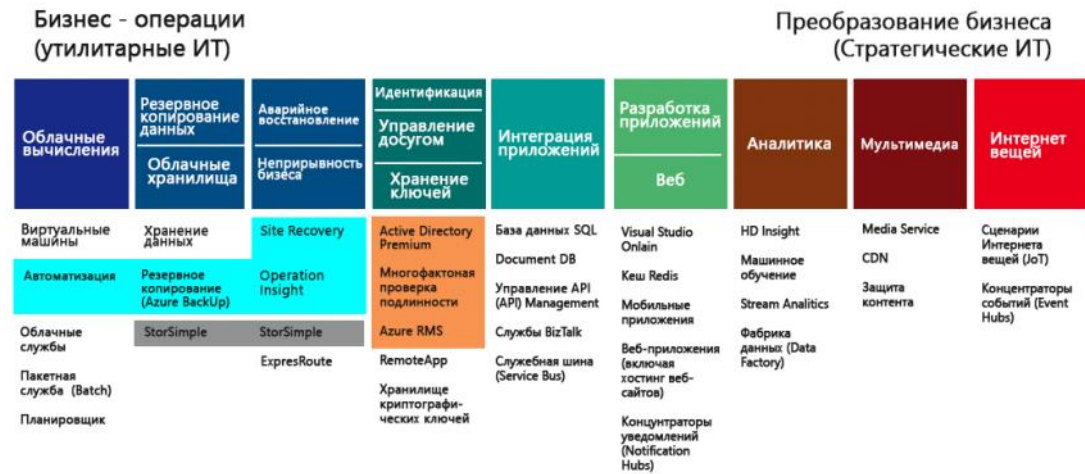 Бизнес - операции
(утилитарные ИТ)
Преобразование бизнеса
(Стратегические ИТ)
Облачные
вычисления
Резервное
копирование
данных
Облачные
хранилища
Аварийное
восстановление
Неприрывность
бизеса
Идентификация
Управление
досугом
Хранение
ключей
Интеграция
приложений
Разработка
приложений
Веб
Аналитика
Мультимедиа
Интернет
вещей
Виртуальные
машины
Автоматизация
Облачные
службы
Пакетная
служба (Batch)
Планировщик
Хранение
данных
Резервное
копирование
(Azure BackUp)
StorSimple
Site Recovery
Operation
Insight
StorSimple
ExpresRoute
Active Directory
Premium
Многофактоная
проверка
подлинности
Azure RMS
RemoteApp
Хранилище
криптографи-
ческих ключей
База данных SQL
Document DB
Управление API
(API) Management
Службы BizTalk
Служебная шина
(Service Bus)
Visual Studio
Onlain
Кеш Redis
Мобильные
приложения
Веб-приложения
(включая
хостинг веб-
сайтов)
Концунтраторы
уведомлений
(Notification
Hubs)
HD Insight
Машинное
обучение
Stream Analitics
Фабрика
данных (Data
Factory)
Media Service
CDN
Защита
контента
Сценарии
Интернета
вещей (JoT)
Концентраторы
событий (Event
Hubs)